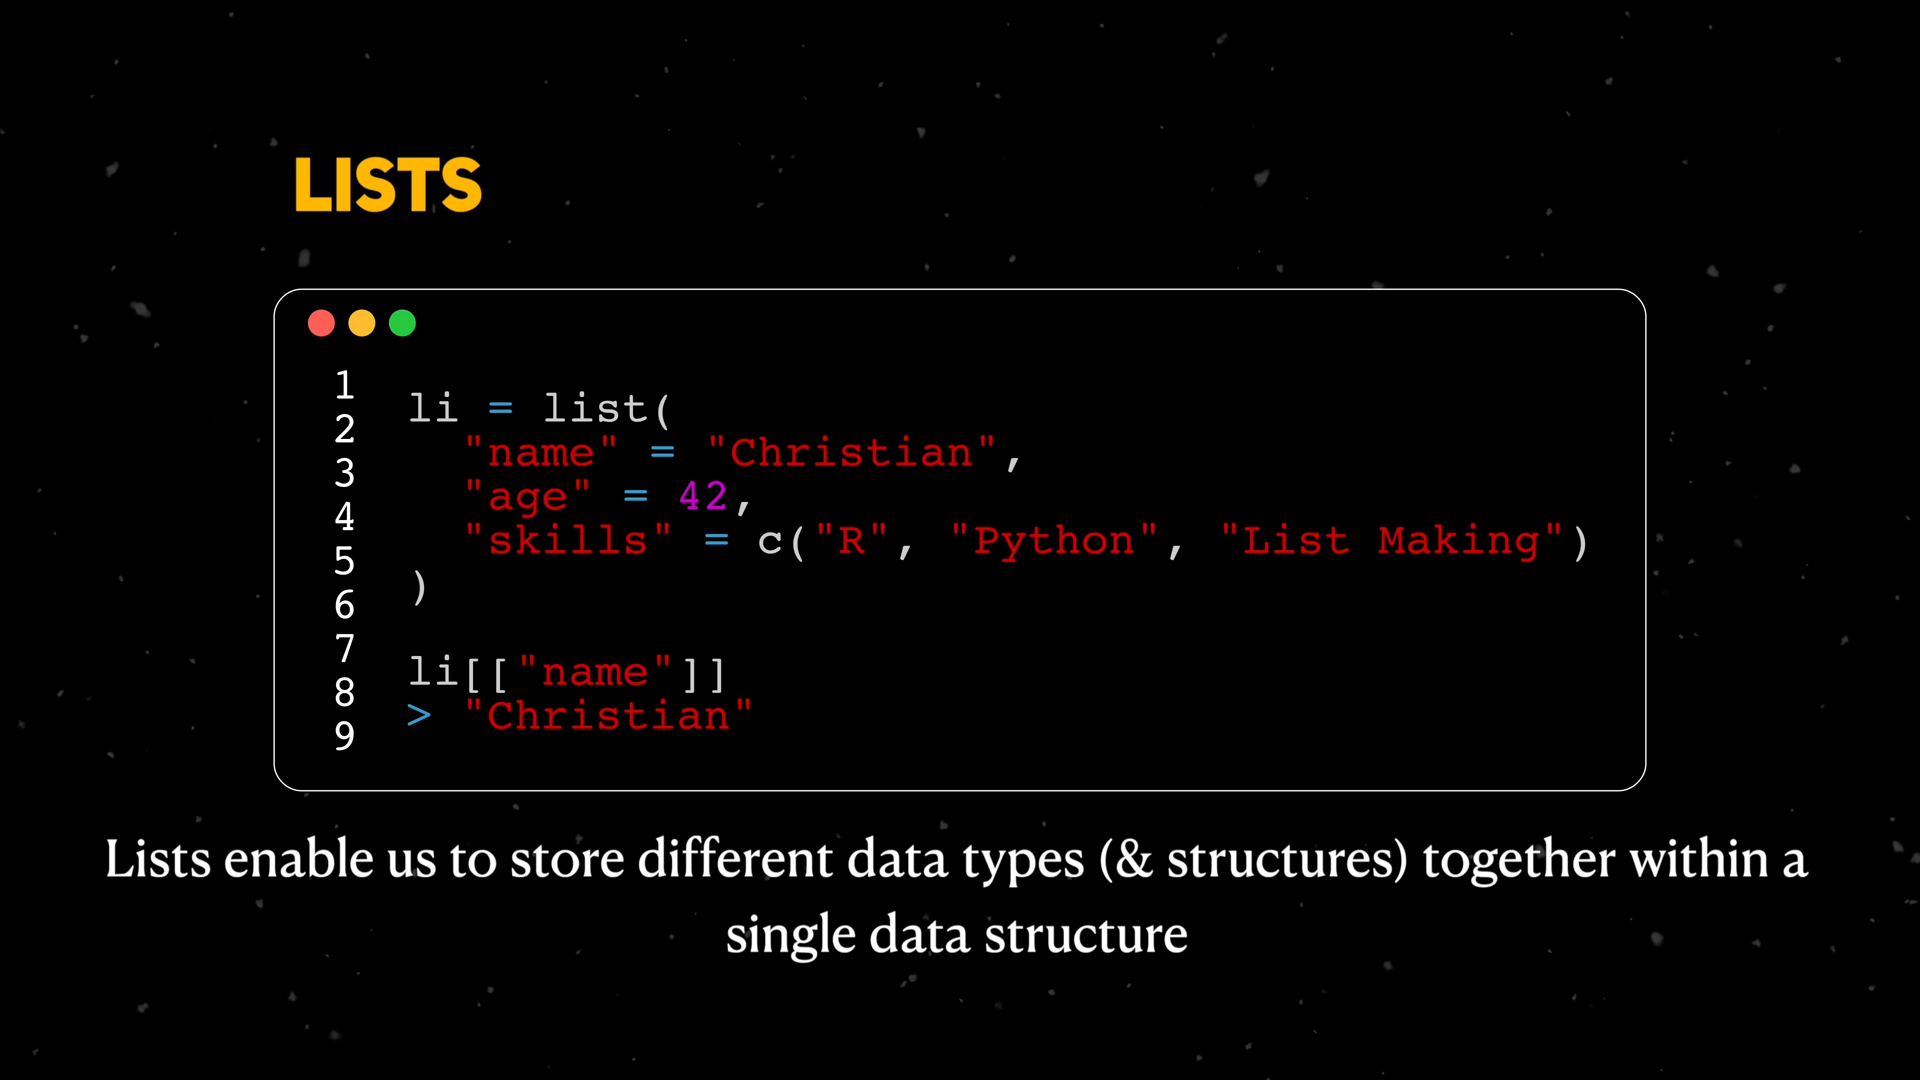 LISTS
1
2
3
4
5
6
7
8
9
li = list(
"name" = "Christian",
"age" = 42,
"skills" = c("R", "Python", "List Making")
)
li[["name"]]
> "Christian"
Lists enable us to store different data types (& structures) together within a
single data structure